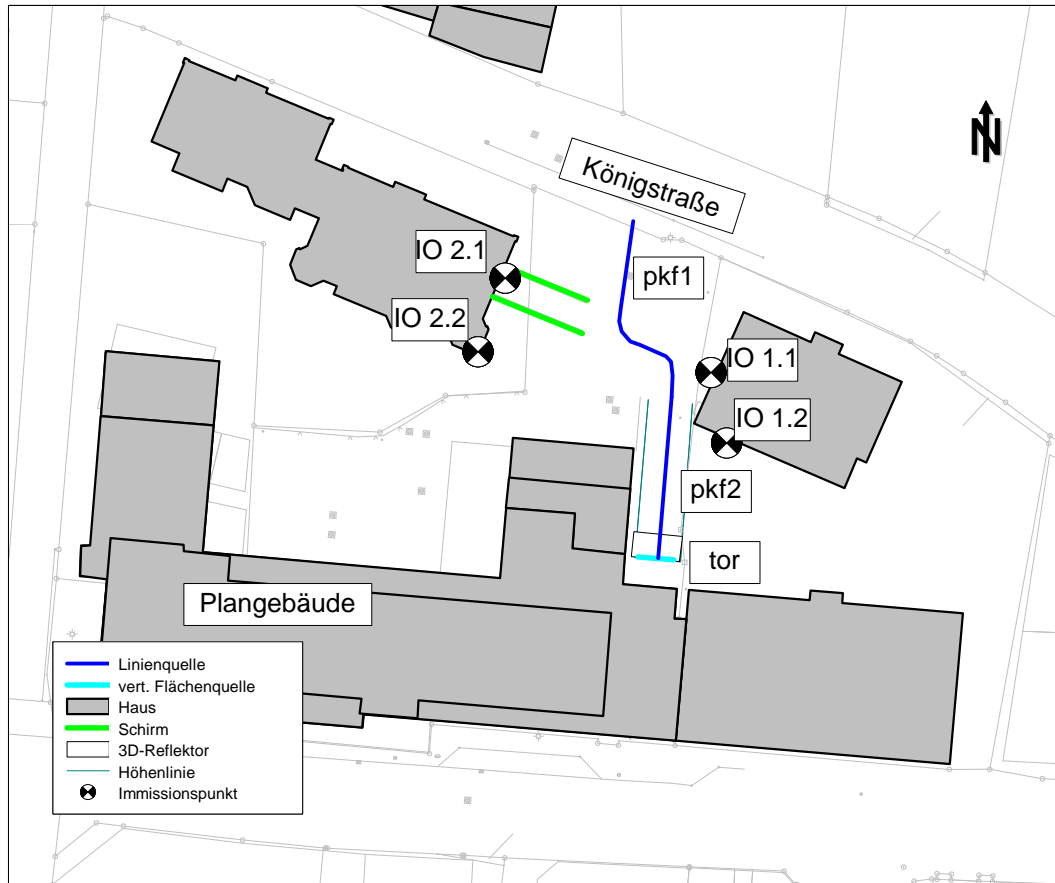 N
Königstraße
IO 2.1
pkf1
IO 2.2
IO 1.1
IO 1.2
pkf2
tor
Plangebäude
Linienquelle
vert. Flächenquelle
Haus
Schirm
3D-Reflektor
Höhenlinie
Immissionspunkt